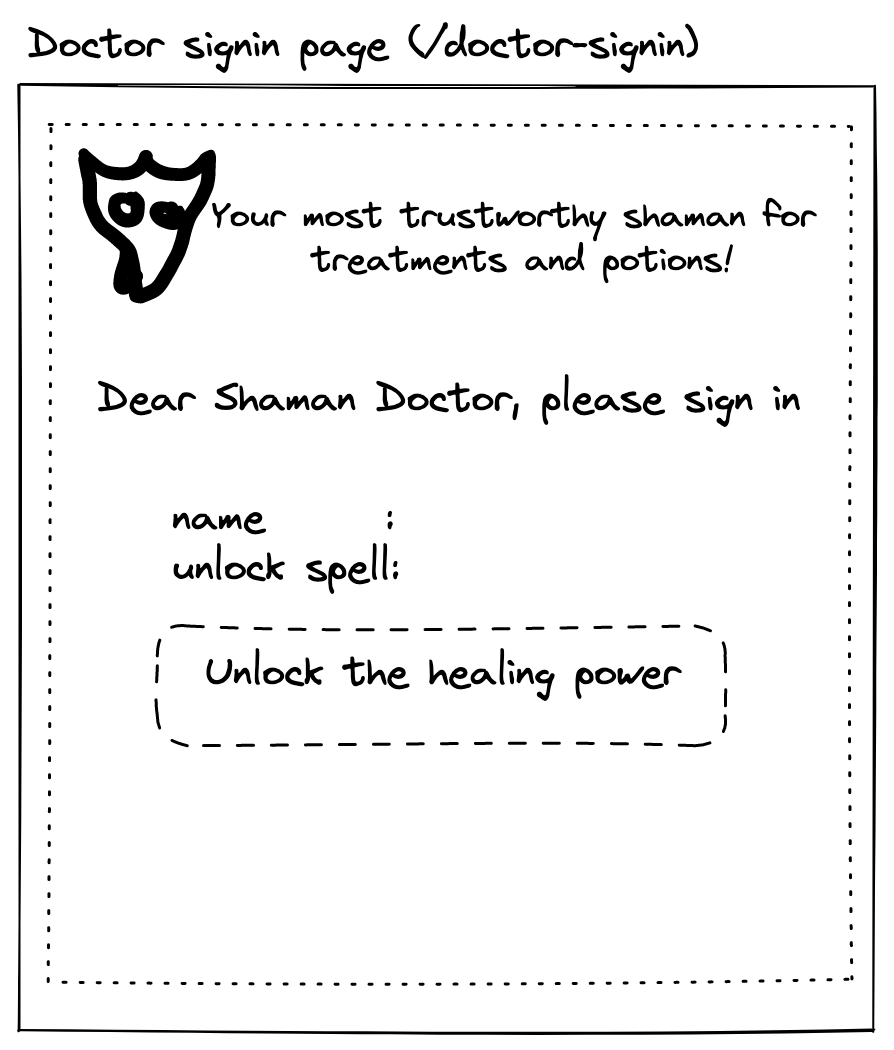 Doctor signin page (/doctor-signin)
Your most trustworthy shaman for
treatments and potions!
Dear Shaman Doctor, please sign in
name :
unlock spell:
Unlock the healing power